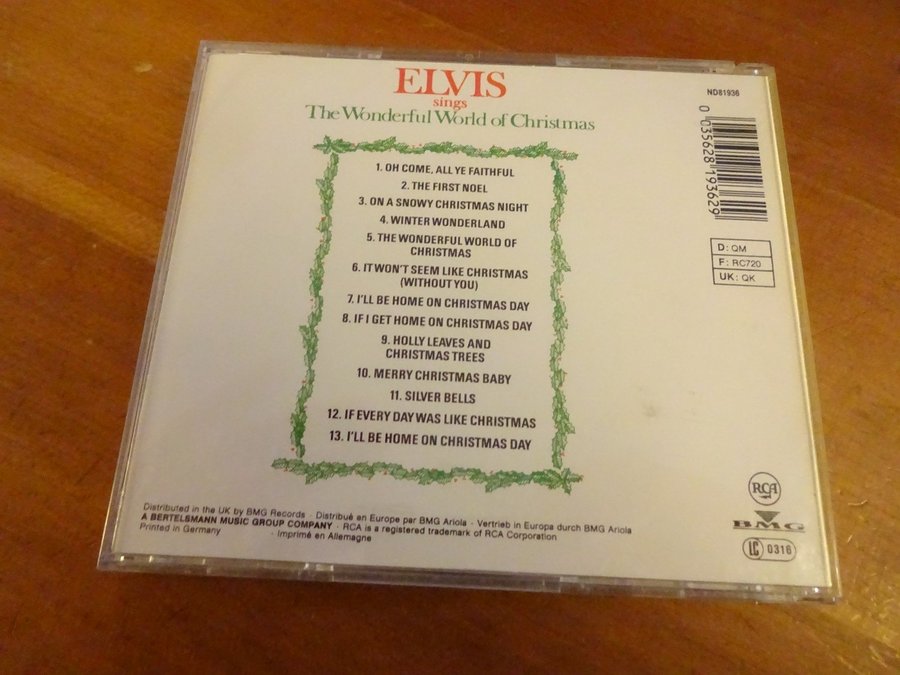 ELVIS
sings
The Wonderful World of Christmas
1. OH COME, ALL YE FAITHFUL
2. THE FIRST NOEL
3. ON A SNOWY CHRISTMAS NIGHT
4. WINTER WONDERLAND
5. THE WONDERFUL WORLD OF
CHRISTMAS
6. IT WON'T SEEM LIKE CHRISTMAS
(WITHOUT YOU)
7. I'LL BE HOME ON CHRISTMAS DAY
8. IF I GET HOME ON CHRISTMAS DAY
9. HOLLY LEAVES AND
CHRISTMAS TREES
10. MERRY CHRISTMAS BABY
11. SILVER BELLS
12. IF EVERY DAY WAS LIKE CHRISTMAS
13. I'LL BE HOME ON CHRISTMAS DAY
ND81936
0 035628 193629
D: QM
F: RC720
UK: QK
RCA
BMG
LC 0316
Distributed in the UK by BMG Records · Distribué en Europe par BMG Ariola · Vertrieb in Europa durch BMG Ariola
A BERTELSMANN MUSIC GROUP COMPANY · RCA is a registered trademark of RCA Corporation
Printed in Germany · Imprimé en Allemagne